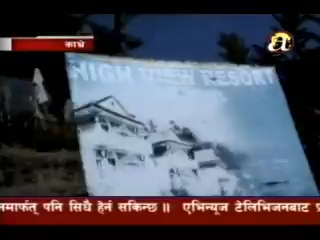 काभ्रे
HIGH VIEW RESORT
नमार्फत् पनि सिधै हेर्न सकिन्छ ॥ एभिन्यूज टेलिभिजनबाट प्र